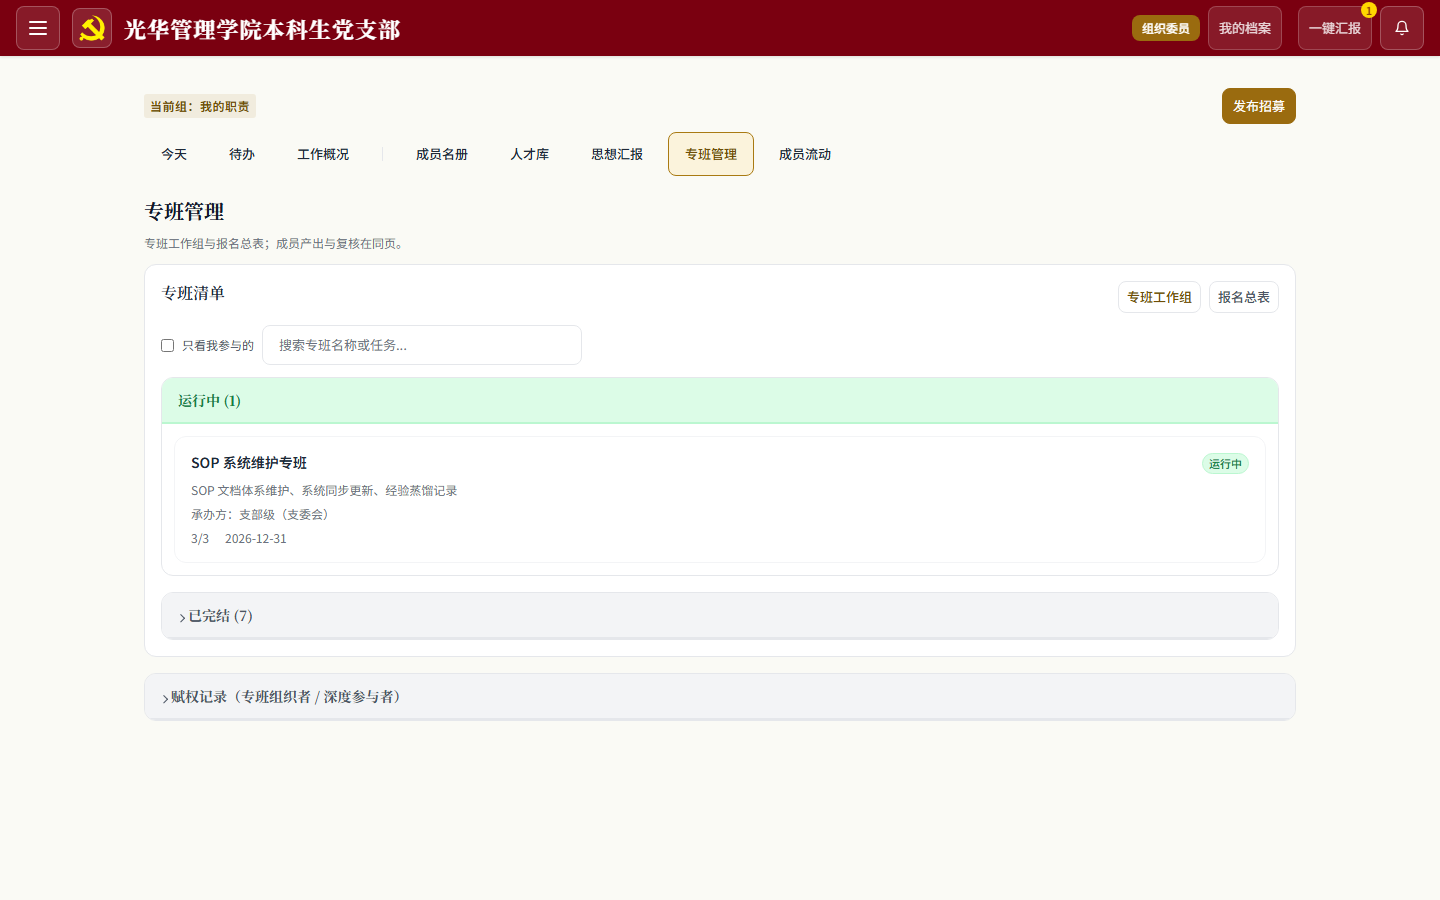 光华管理学院本科生党支部
组织委员
我的档案
一键汇报
1
当前组：我的职责
发布招募
今天
待办
工作概况
成员名册
人才库
思想汇报
专班管理
成员流动
专班管理
专班工作组与报名总表；成员产出与复核在同页。
专班清单
专班工作组
报名总表
只看我参与的
搜索专班名称或任务...
运行中 (1)
SOP 系统维护专班
运行中
SOP 文档体系维护、系统同步更新、经验蒸馏记录
承办方：支部级（支委会）
3/3 2026-12-31
已完结 (7)
赋权记录（专班组织者 / 深度参与者）